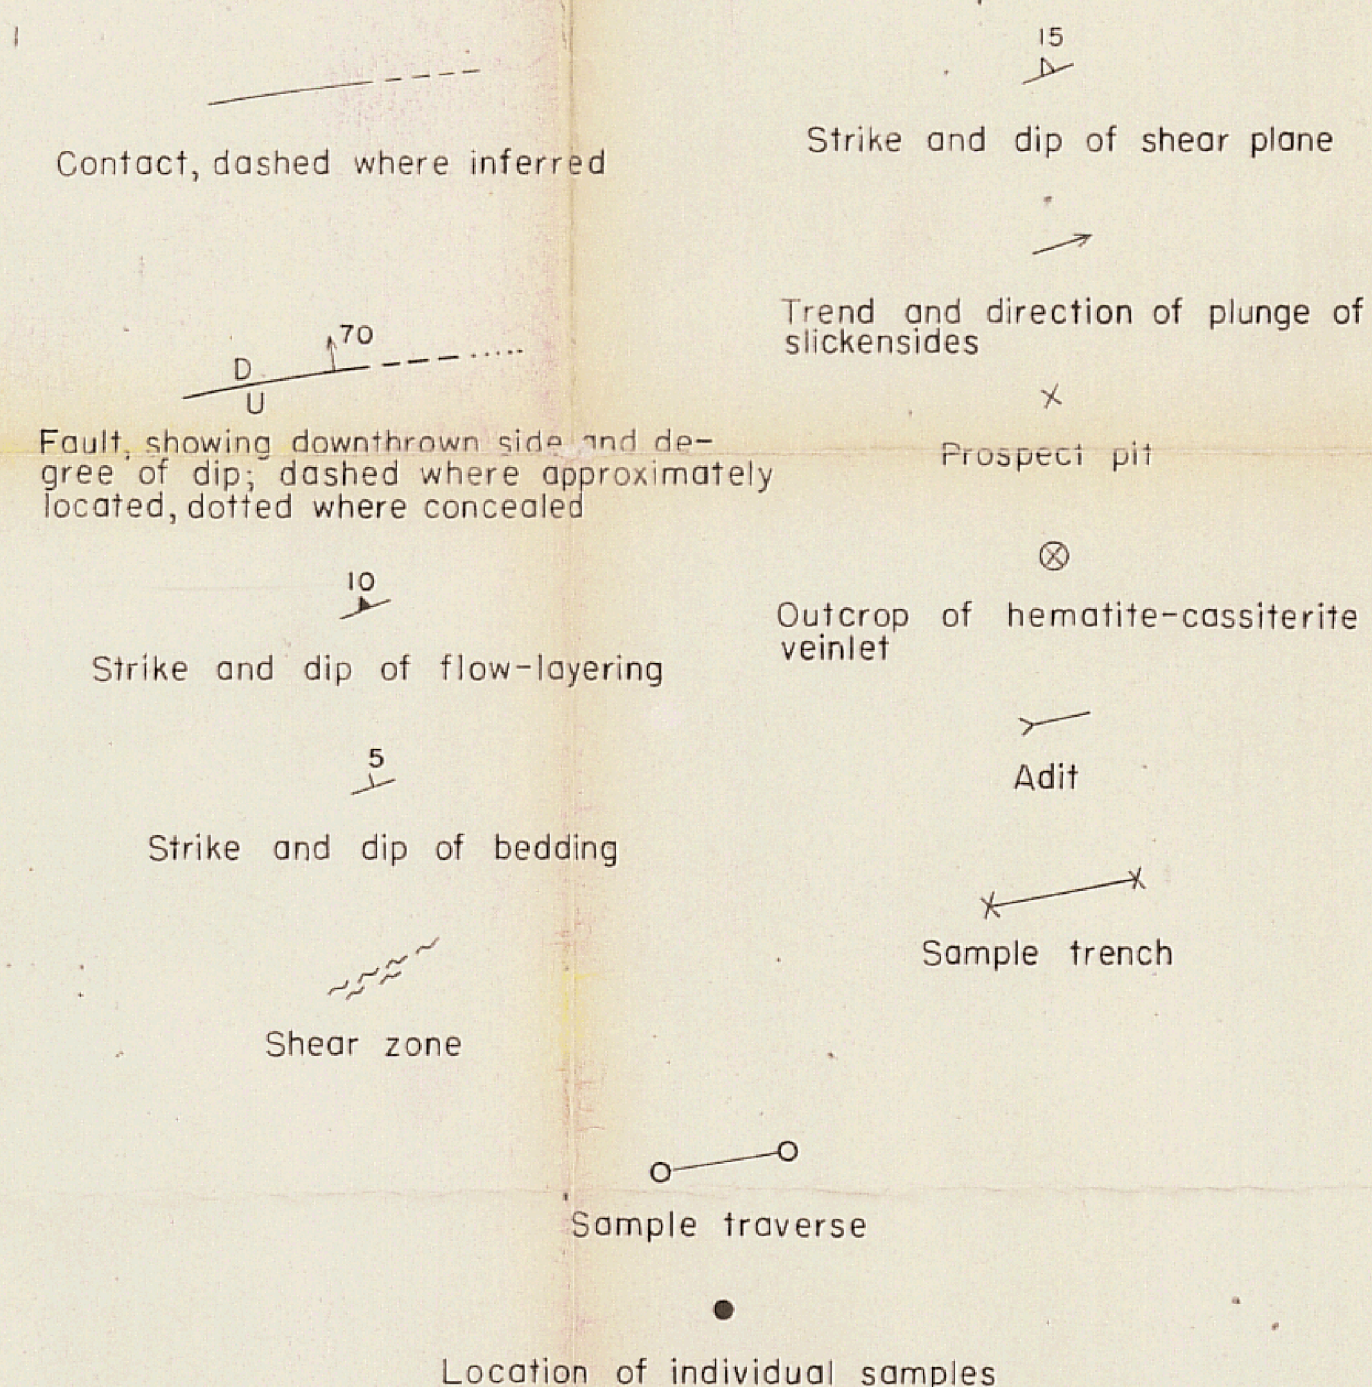 Contact, dashed where inferred
70
D
U
Fault, showing downthrown side and de-
gree of dip; dashed where approximately
located, dotted where concealed
10
Strike and dip of flow-layering
5
Strike and dip of bedding
Shear zone
15
Strike and dip of shear plane
Trend and direction of plunge of
slickensides
Prospect pit
Outcrop of hematite-cassiterite
veinlet
Adit
Sample trench
Sample traverse
Location of individual samples